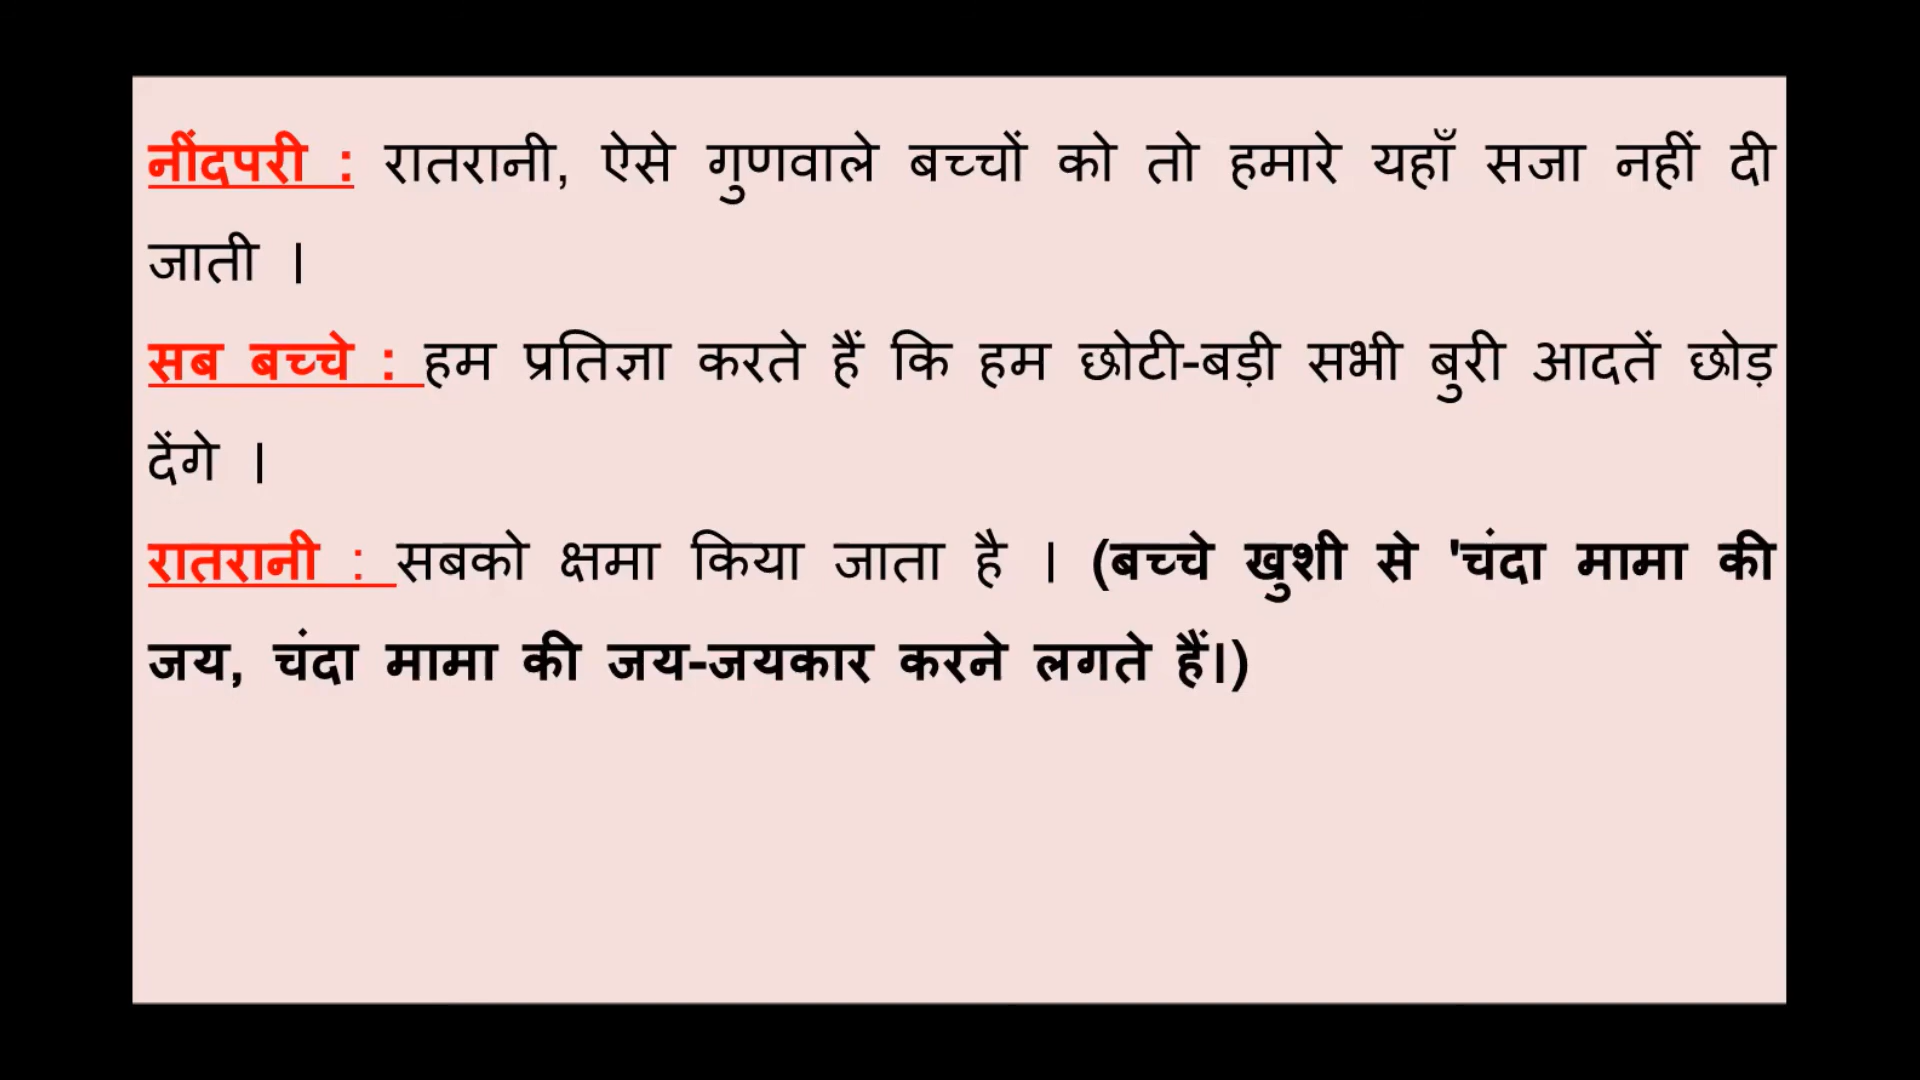 नींदपरी : रातरानी, ऐसे गुणवाले बच्चों को तो हमारे यहाँ सजा नहीं दी
जाती ।
सब बच्चे : हम प्रतिज्ञा करते हैं कि हम छोटी-बड़ी सभी बुरी आदतें छोड़
देंगे ।
रातरानी : सबको क्षमा किया जाता है । (बच्चे खुशी से 'चंदा मामा की
जय, चंदा मामा की जय-जयकार करने लगते हैं।)